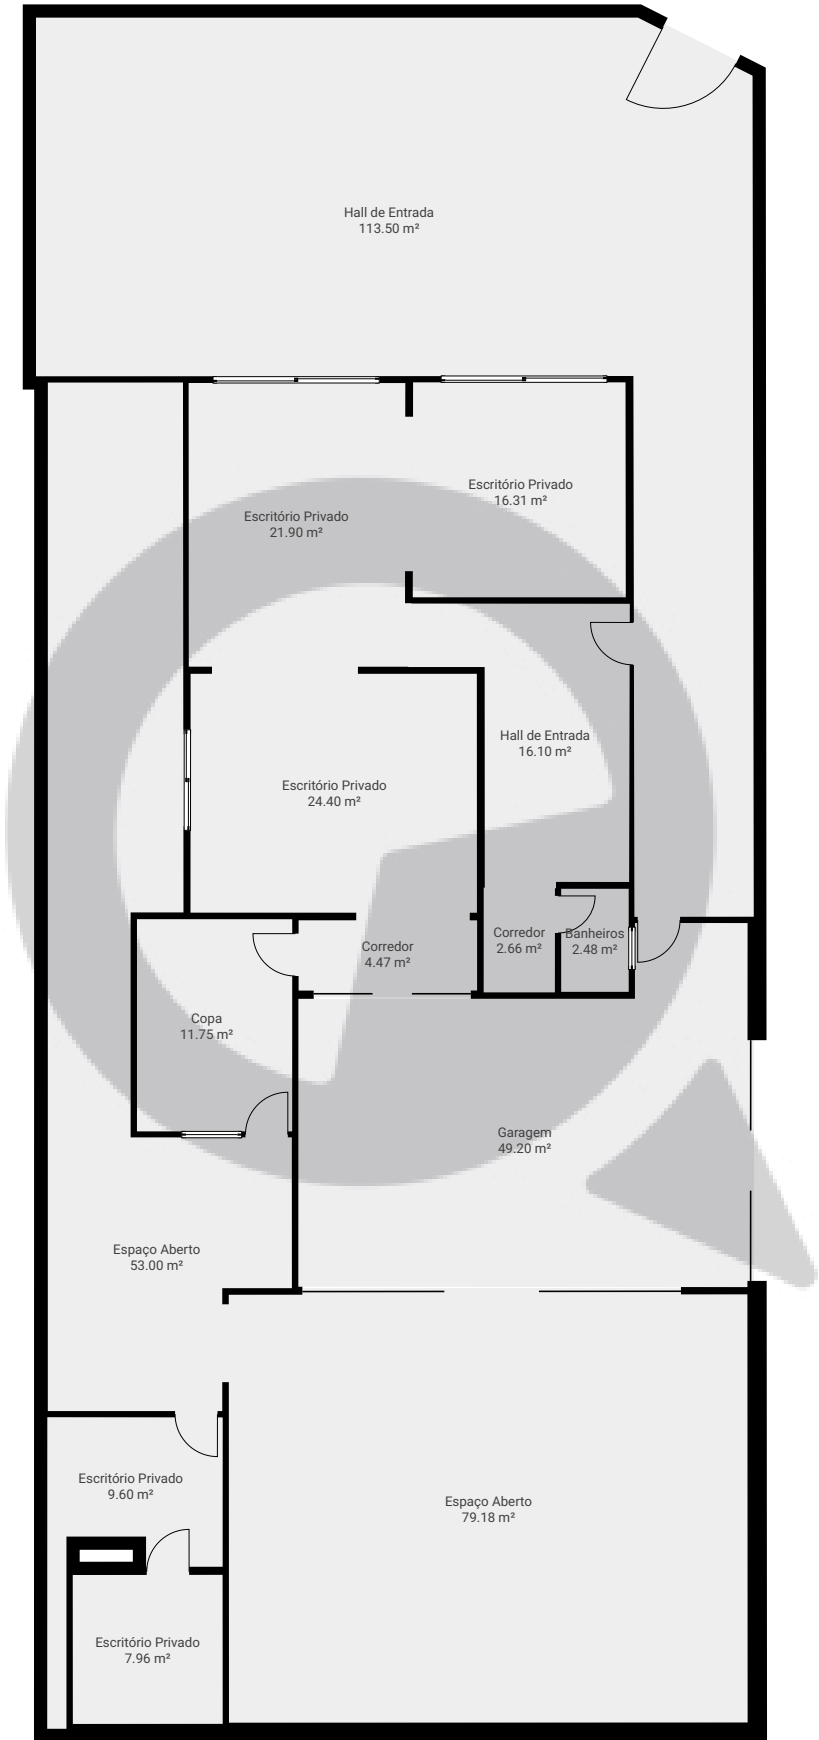 Hall de Entrada
113.50 m²
Escritório Privado
16.31 m²
Escritório Privado
21.90 m²
Hall de Entrada
16.10 m²
Escritório Privado
24.40 m²
Corredor
2.66 m²
Banheiros
2.48 m²
Corredor
4.47 m²
Copa
11.75 m²
Garagem
49.20 m²
Espaço Aberto
53.00 m²
Escritório Privado
9.60 m²
Espaço Aberto
79.18 m²
Escritório Privado
7.96 m²